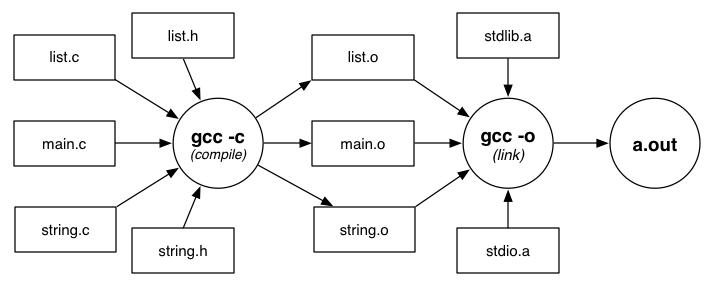 list.c
list.h
main.c
string.c
string.h
gcc -c
(compile)
list.o
main.o
string.o
stdlib.a
gcc -o
(link)
stdio.a
a.out